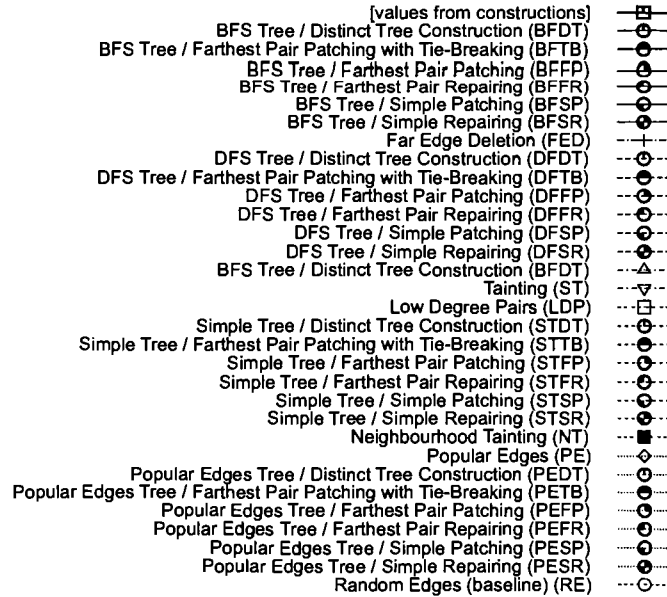 [values from constructions]
BFS Tree / Distinct Tree Construction (BFDT)
BFS Tree / Farthest Pair Patching with Tie-Breaking (BFTB)
BFS Tree / Farthest Pair Patching (BFFP)
BFS Tree / Farthest Pair Repairing (BFFR)
BFS Tree / Simple Patching (BFSP)
BFS Tree / Simple Repairing (BFSR)
Far Edge Deletion (FED)
DFS Tree / Distinct Tree Construction (DFDT)
DFS Tree / Farthest Pair Patching with Tie-Breaking (DFTB)
DFS Tree / Farthest Pair Patching (DFFP)
DFS Tree / Farthest Pair Repairing (DFFR)
DFS Tree / Simple Patching (DFSP)
DFS Tree / Simple Repairing (DFSR)
BFS Tree / Distinct Tree Construction (BFDT)
Tainting (ST)
Low Degree Pairs (LDP)
Simple Tree / Distinct Tree Construction (STDT)
Simple Tree / Farthest Pair Patching with Tie-Breaking (STTB)
Simple Tree / Farthest Pair Patching (STFP)
Simple Tree / Farthest Pair Repairing (STFR)
Simple Tree / Simple Patching (STSP)
Simple Tree / Simple Repairing (STSR)
Neighbourhood Tainting (NT)
Popular Edges (PE)
Popular Edges Tree / Distinct Tree Construction (PEDT)
Popular Edges Tree / Farthest Pair Patching with Tie-Breaking (PETB)
Popular Edges Tree / Farthest Pair Patching (PEFP)
Popular Edges Tree / Farthest Pair Repairing (PEFR)
Popular Edges Tree / Simple Patching (PESP)
Popular Edges Tree / Simple Repairing (PESR)
Random Edges (baseline) (RE)